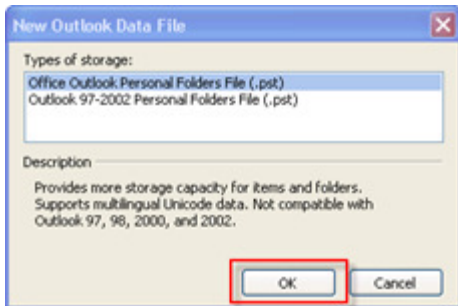 New Outlook Data File
Types of storage:
Office Outlook Personal Folders File (.pst)
Outlook 97-2002 Personal Folders File (.pst)
Description
Provides more storage capacity for items and folders.
Supports multilingual Unicode data. Not compatible with
Outlook 97, 98, 2000, and 2002.
OK
Cancel